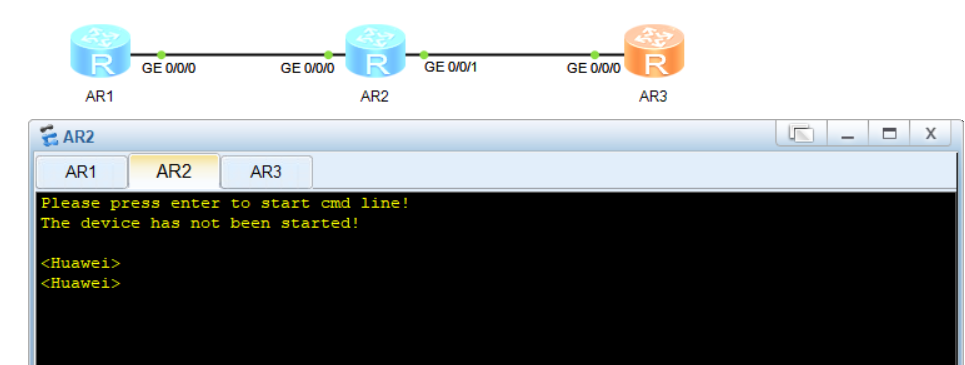 R R R
GE 0/0/0 GE 0/0/0 GE 0/0/1 GE 0/0/0
AR1 AR2 AR3
AR2
AR1 AR2 AR3
Please press enter to start cmd line!
The device has not been started!
<Huawei>
<Huawei>